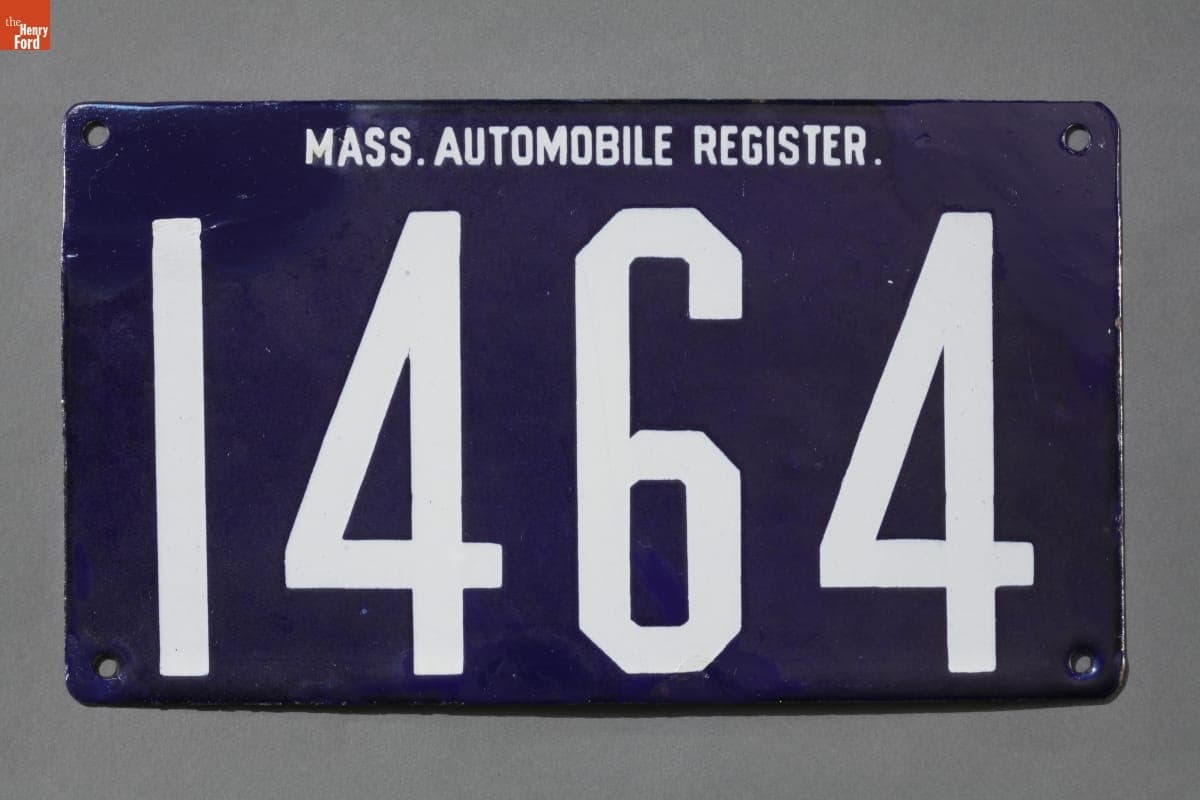 the
Henry
Ford
MASS. AUTOMOBILE REGISTER.
1464